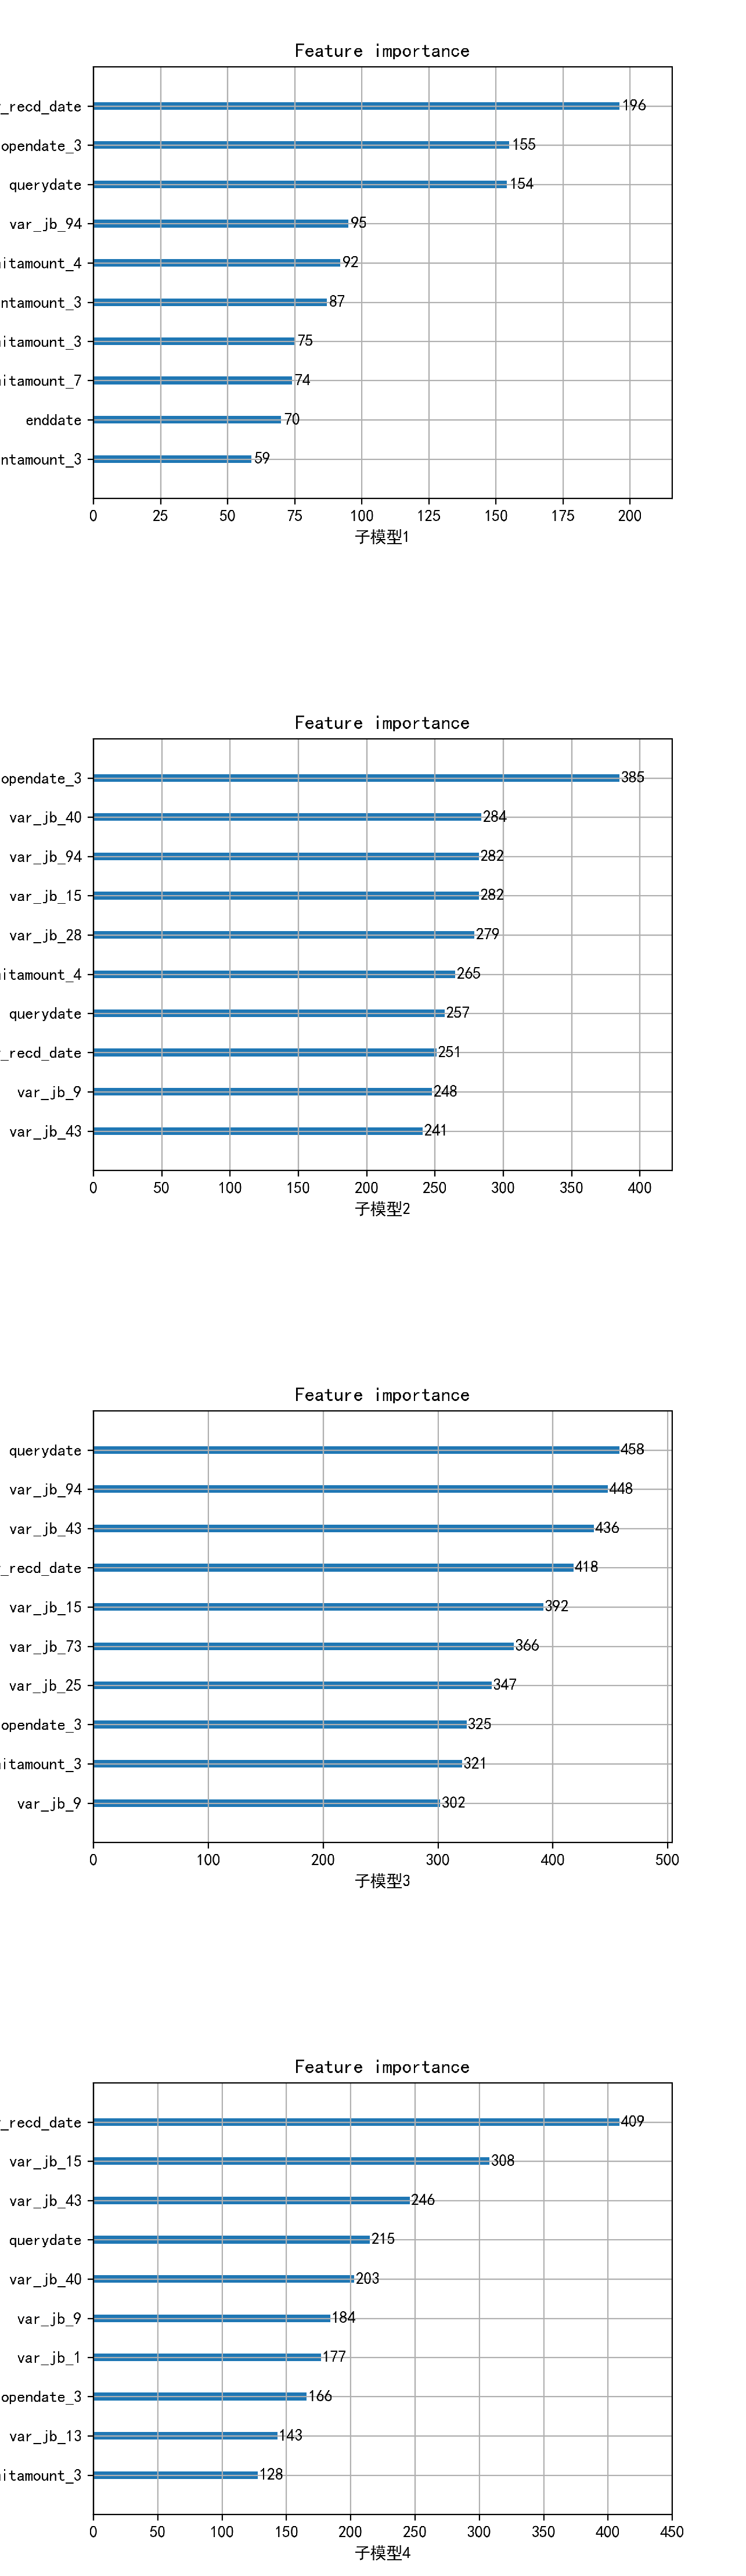 Feature importance
_recd_date 196
opendate_3 155
querydate 154
var_jb_94 95
itamount_4 92
ntamount_3 87
itamount_3 75
itamount_7 74
enddate 70
ntamount_3 59
0 25 50 75 100 125 150 175 200
子模型1
Feature importance
opendate_3 385
var_jb_40 284
var_jb_94 282
var_jb_15 282
var_jb_28 279
itamount_4 265
querydate 257
_recd_date 251
var_jb_9 248
var_jb_43 241
0 50 100 150 200 250 300 350 400
子模型2
Feature importance
querydate 458
var_jb_94 448
var_jb_43 436
_recd_date 418
var_jb_15 392
var_jb_73 366
var_jb_25 347
opendate_3 325
itamount_3 321
var_jb_9 302
0 100 200 300 400 500
子模型3
Feature importance
_recd_date 409
var_jb_15 308
var_jb_43 246
querydate 215
var_jb_40 203
var_jb_9 184
var_jb_1 177
opendate_3 166
var_jb_13 143
itamount_3 128
0 50 100 150 200 250 300 350 400 450
子模型4